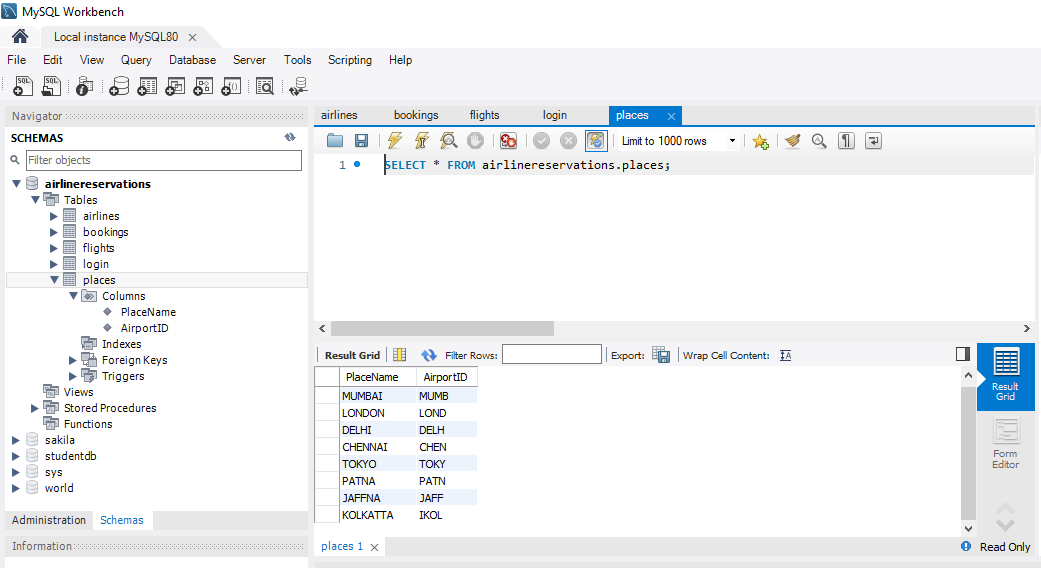 MySQL Workbench
Local instance MySQL80
File Edit View Query Database Server Tools Scripting Help
Navigator
SCHEMAS
Filter objects
airlinereservations
Tables
airlines
bookings
flights
login
places
Columns
PlaceName
AirportID
Indexes
Foreign Keys
Triggers
Views
Stored Procedures
Functions
sakila
studentdb
sys
world
Administration Schemas
Information
airlines bookings flights login places
Limit to 1000 rows
1 SELECT * FROM airlinereservations.places;
Result Grid Filter Rows: Export: Wrap Cell Content:
PlaceName AirportID
MUMBAI MUMB
LONDON LOND
DELHI DELH
CHENNAI CHEN
TOKYO TOKY
PATNA PATN
JAFFNA JAFF
KOLKATTA IKOL
Result
Grid
Form
Editor
places 1
Read Only